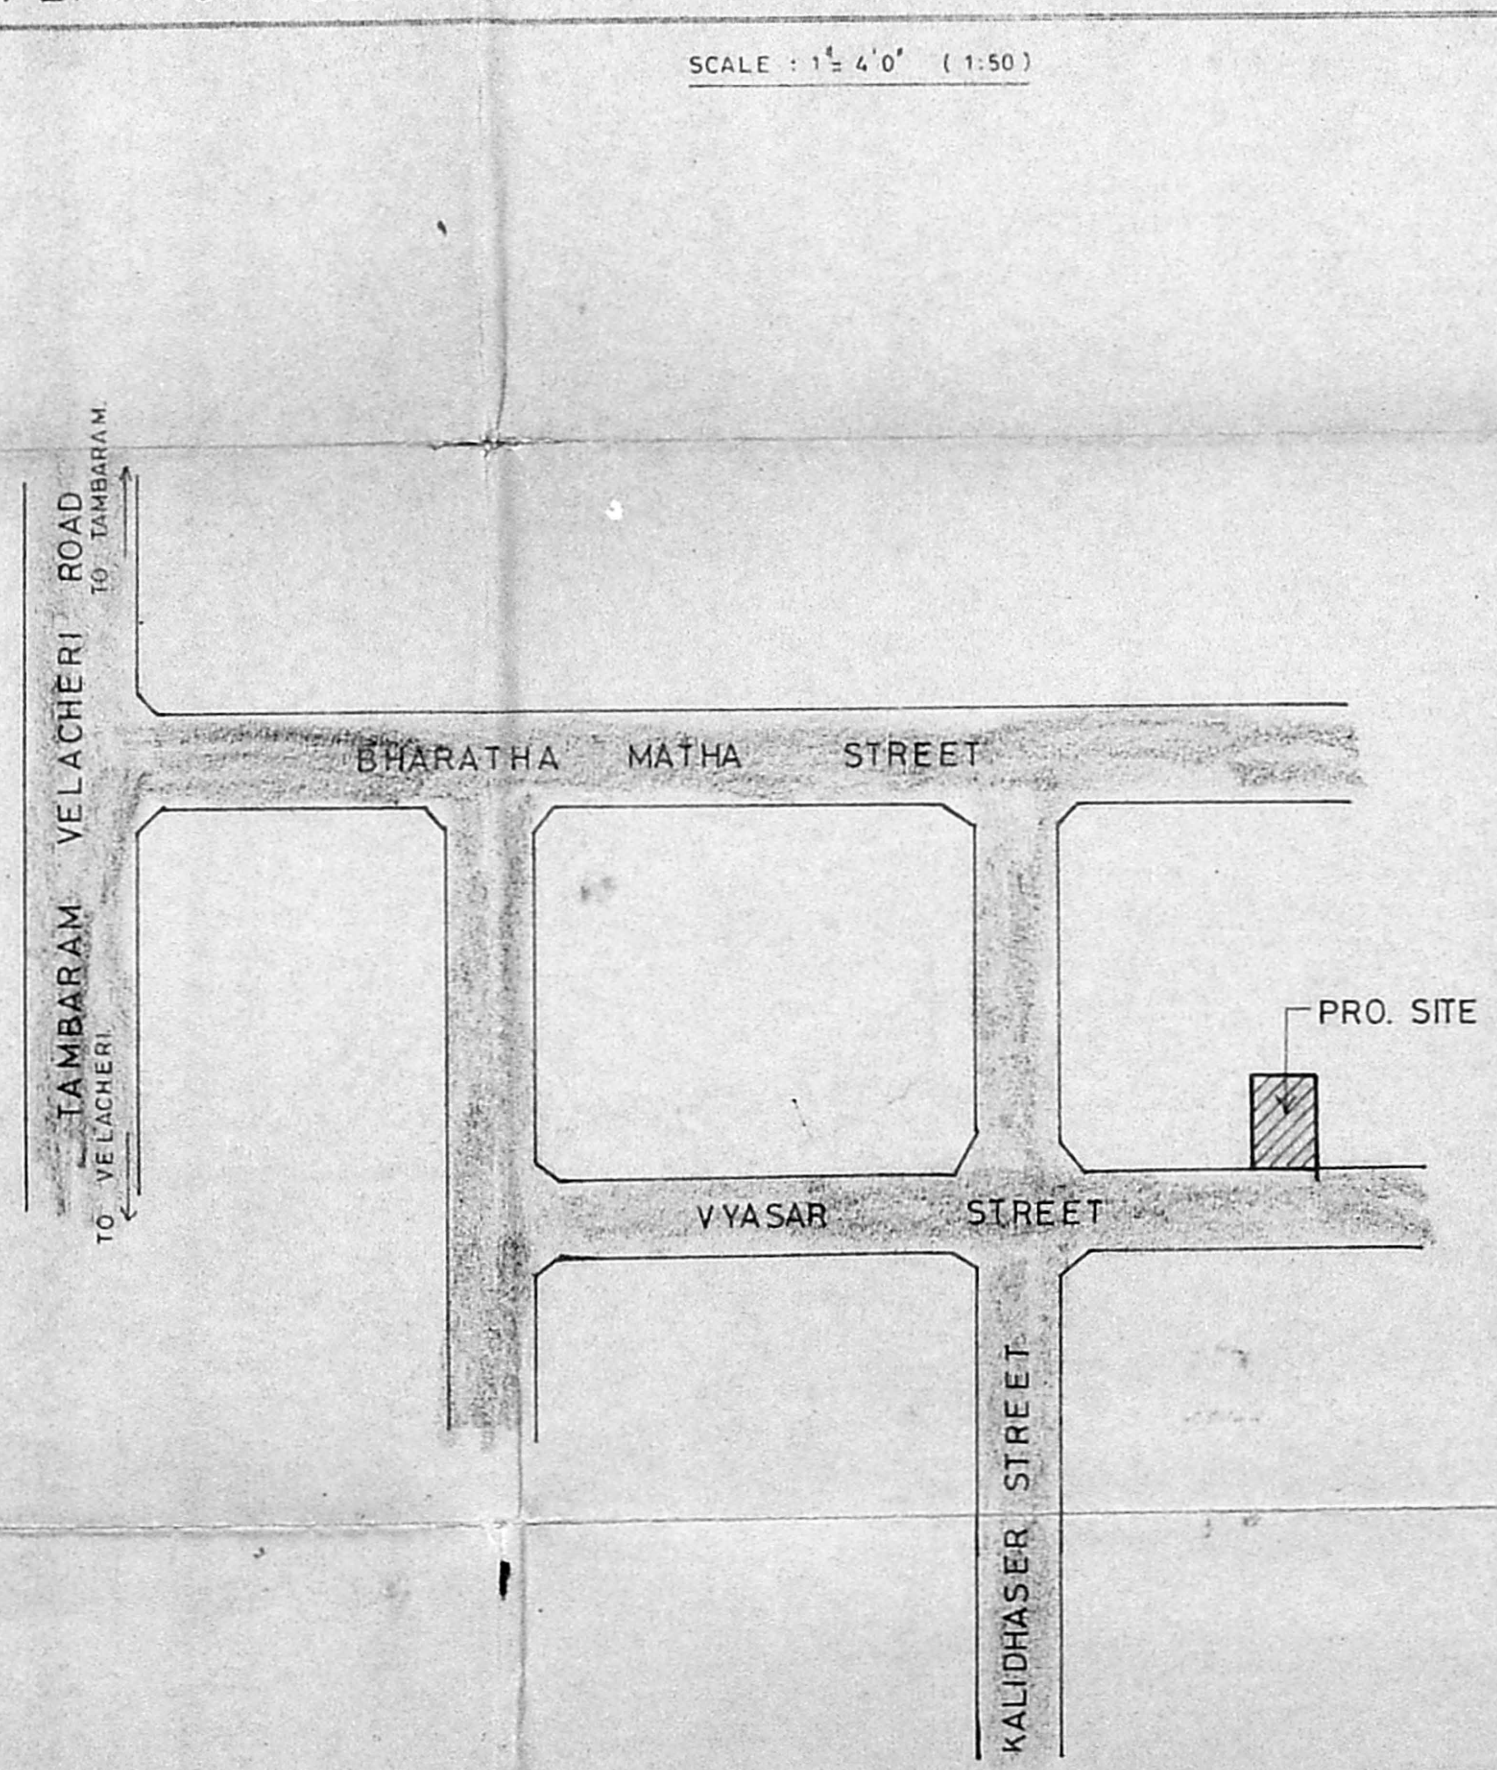 SCALE : 1"= 4'0" ( 1:50 )
TAMBARAM VELACHERI ROAD
TO TAMBARAM.
TO VELACHERI.
BHARATHA MATHA STREET
PRO. SITE
VYASAR STREET
KALIDHASER STREET